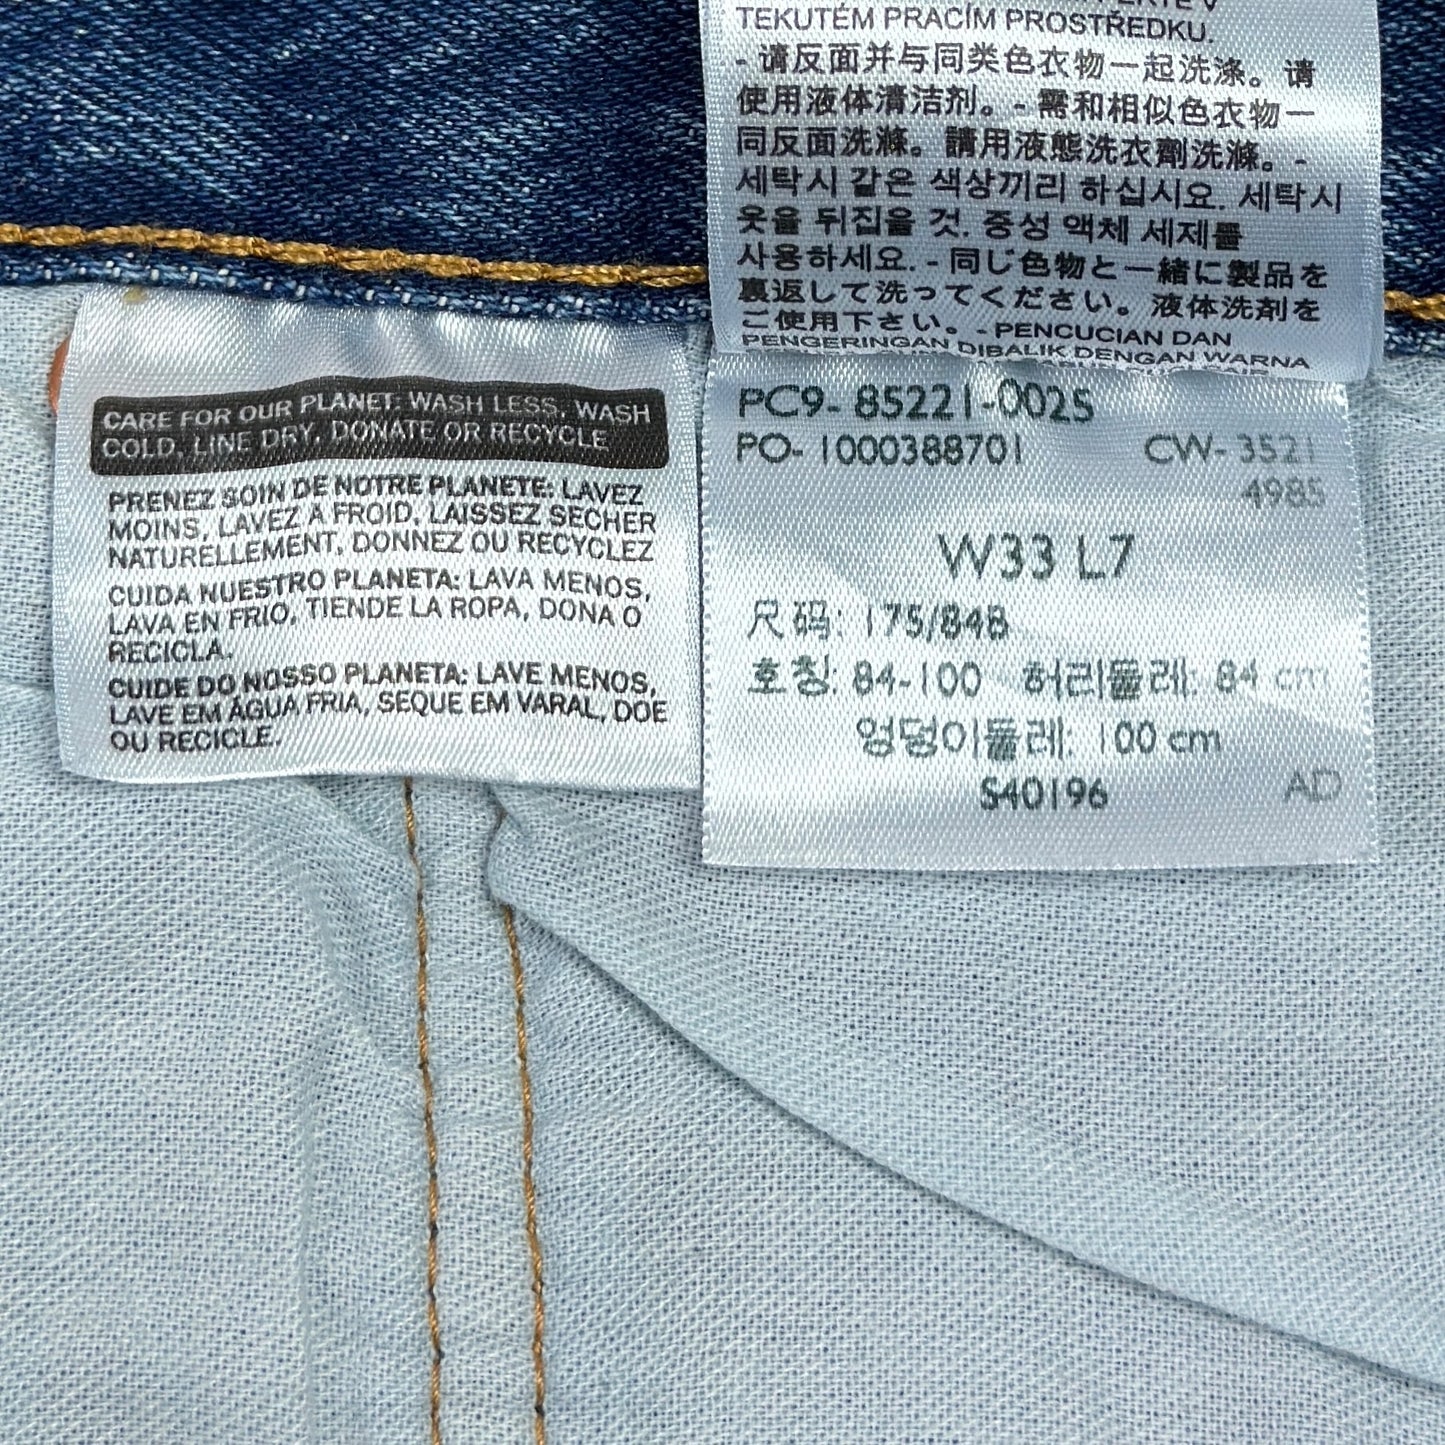 CARE FOR OUR PLANET: WASH LESS, WASH
COLD, LINE DRY, DONATE OR RECYCLE
PRENEZ SOIN DE NOTRE PLANETE: LAVEZ
MOINS, LAVEZ A FROID, LAISSEZ SECHER
NATURELLEMENT, DONNEZ OU RECYCLEZ
CUIDA NUESTRO PLANETA: LAVA MENOS,
LAVA EN FRIO, TIENDE LA ROPA, DONA O
RECICLA.
CUIDE DO NOSSO PLANETA: LAVE MENOS,
LAVE EM ÁGUA FRIA, SEQUE EM VARAL, DOE
OU RECICLE.
TEKUTÉM PRACÍM PROSTŘEDKU.
- 请反面并与同类色衣物一起洗涤。请
使用液体清洁剂。- 需和相似色衣物一
同反面洗滌。請用液態洗衣劑洗滌。-
세탁시 같은 색상끼리 하십시요. 세탁시
옷을 뒤집을 것. 중성 액체 세제를
사용하세요. - 同じ色物と一緒に製品を
裏返して洗ってください。液体洗剤を
ご使用下さい。- PENCUCIAN DAN
PENGERINGAN DIBALIK DENGAN WARNA
PC9- 85221-0025
PO- 1000388701 CW- 3521
4985
W33 L7
尺码: 175/84B
호칭: 84-100 허리둘레: 84 cm
엉덩이둘레: 100 cm
S40196 AD